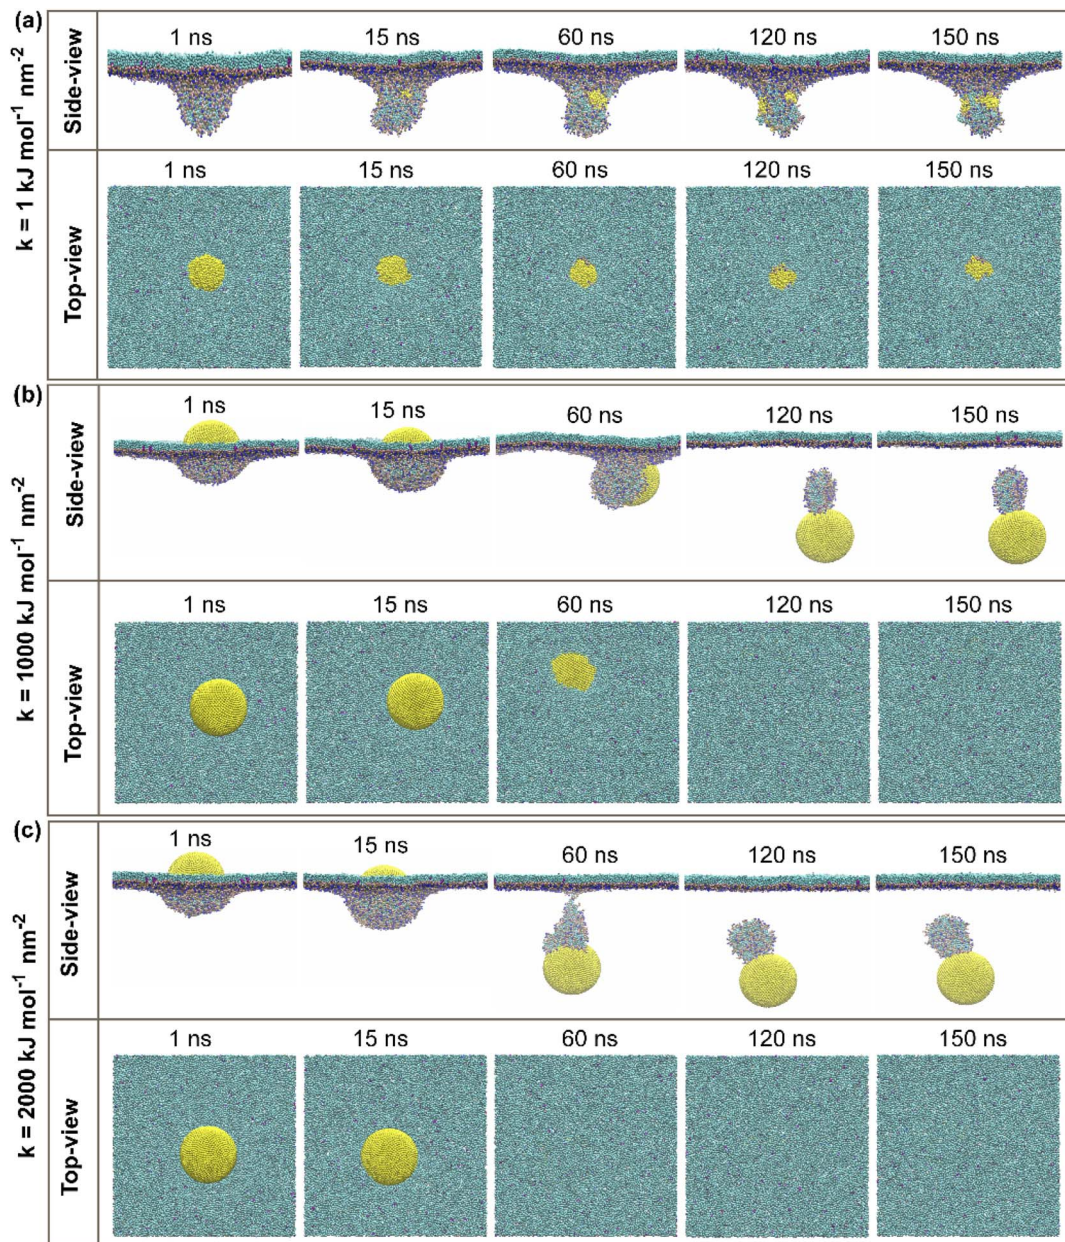 (a)
k = 1 kJ mol⁻¹ nm⁻²
Side-view
1 ns 15 ns 60 ns 120 ns 150 ns
Top-view
1 ns 15 ns 60 ns 120 ns 150 ns
(b)
k = 1000 kJ mol⁻¹ nm⁻²
Side-view
1 ns 15 ns 60 ns 120 ns 150 ns
Top-view
1 ns 15 ns 60 ns 120 ns 150 ns
(c)
k = 2000 kJ mol⁻¹ nm⁻²
Side-view
1 ns 15 ns 60 ns 120 ns 150 ns
Top-view
1 ns 15 ns 60 ns 120 ns 150 ns